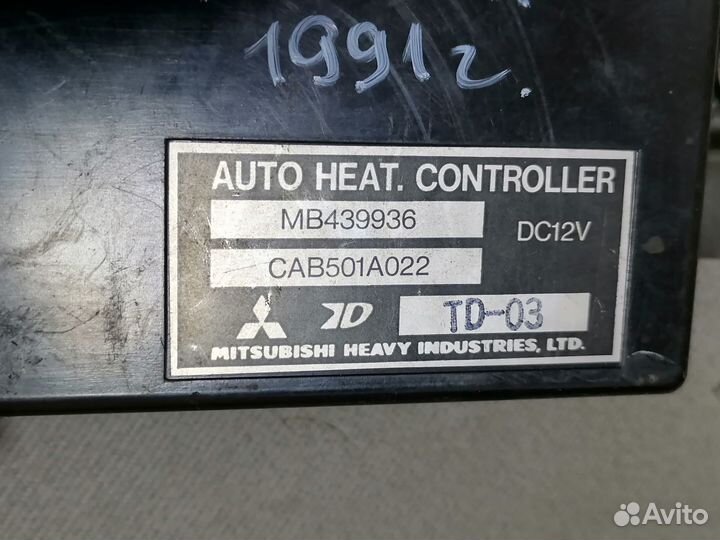 1991г.
AUTO HEAT. CONTROLLER
MB439936
DC12V
CAB501A022
TD-03
MITSUBISHI HEAVY INDUSTRIES, LTD.
Avito